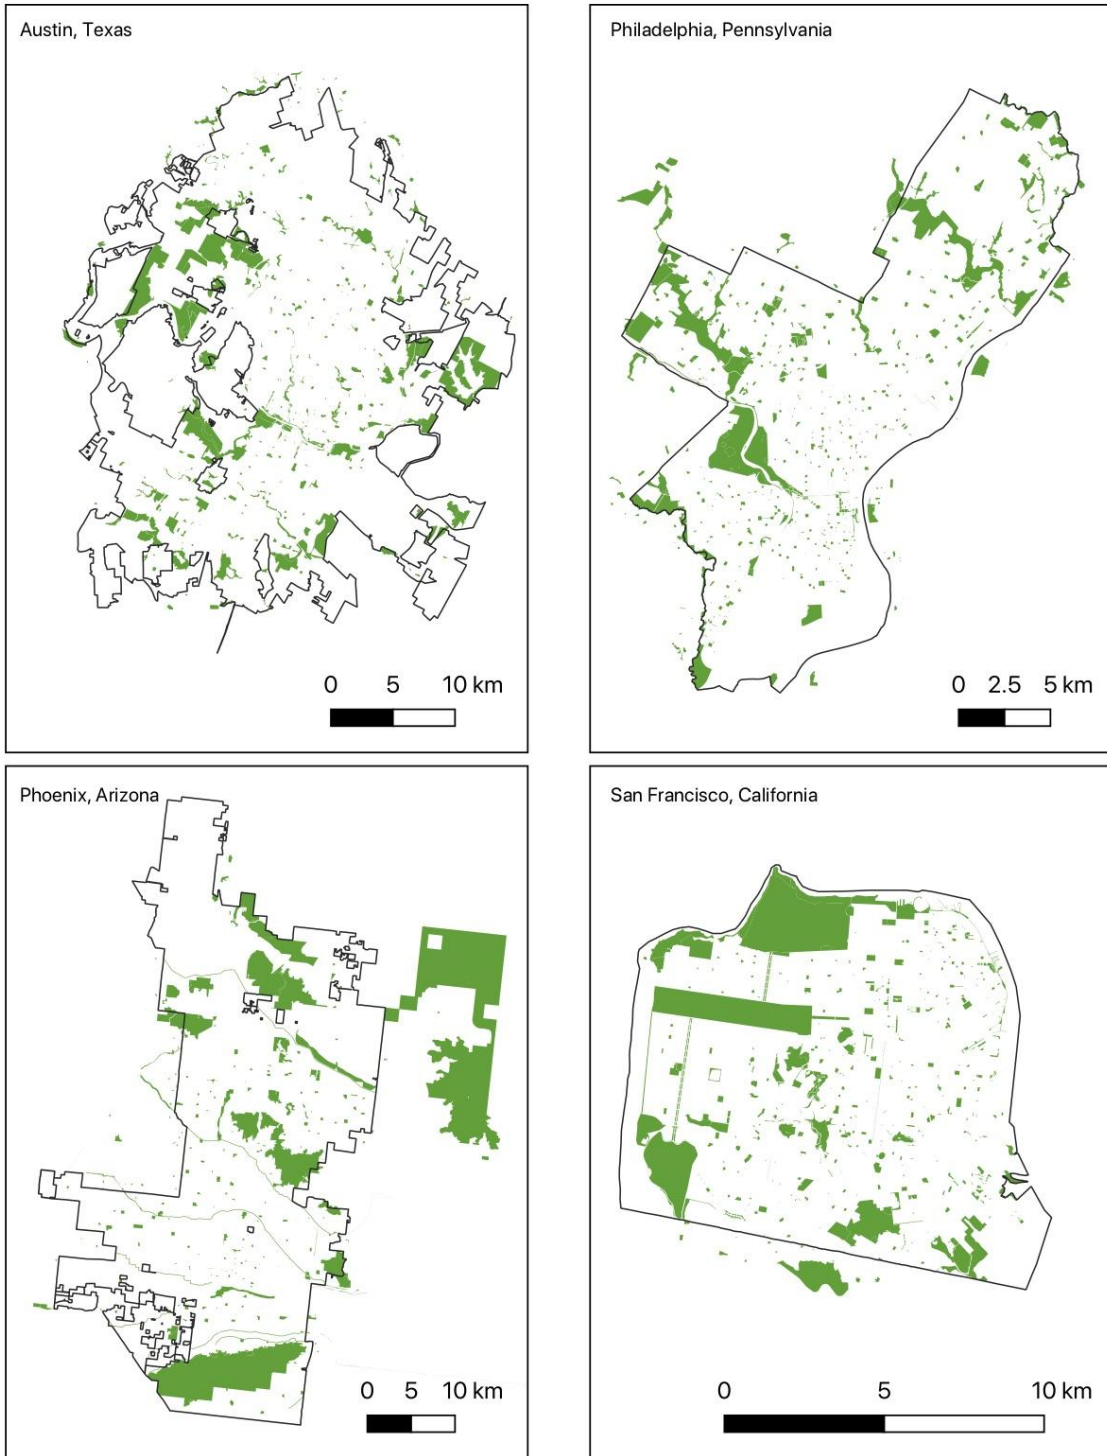 Austin, Texas
0 5 10 km
Philadelphia, Pennsylvania
0 2.5 5 km
Phoenix, Arizona
0 5 10 km
San Francisco, California
0 5 10 km